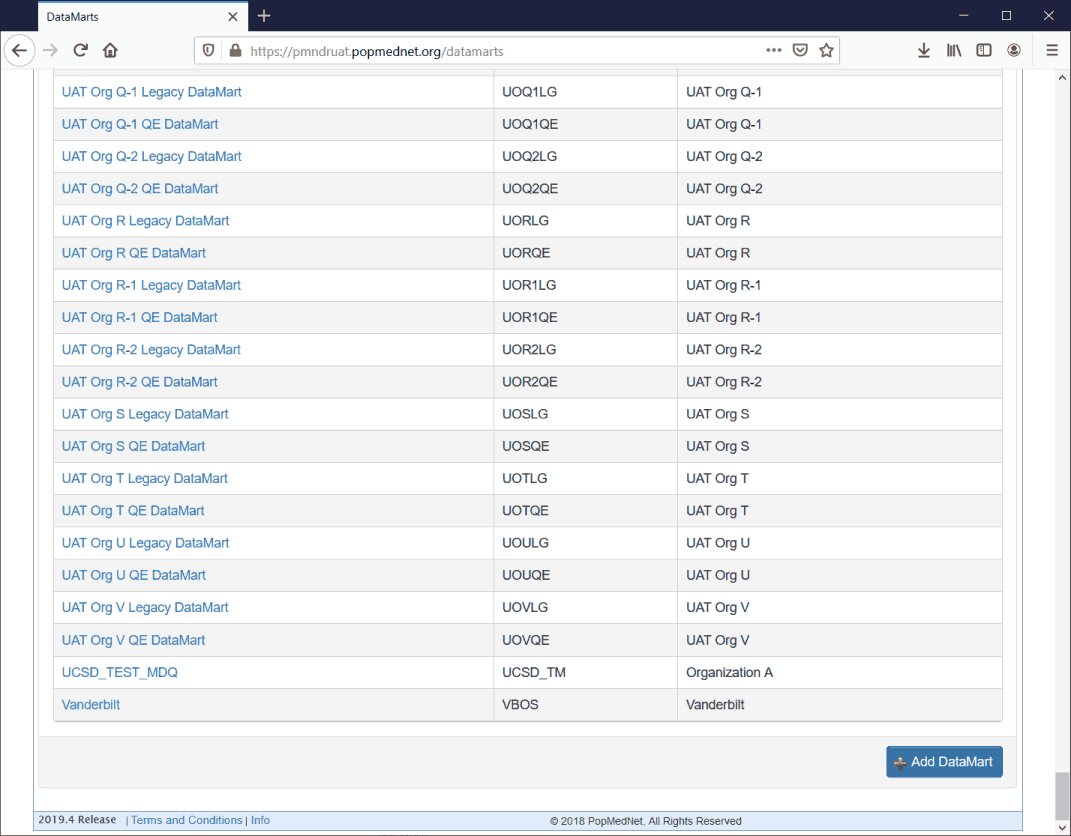 DataMarts
https://pmndruat.popmednet.org/datamarts
UAT Org Q-1 Legacy DataMart UOQ1LG UAT Org Q-1
UAT Org Q-1 QE DataMart UOQ1QE UAT Org Q-1
UAT Org Q-2 Legacy DataMart UOQ2LG UAT Org Q-2
UAT Org Q-2 QE DataMart UOQ2QE UAT Org Q-2
UAT Org R Legacy DataMart UORLG UAT Org R
UAT Org R QE DataMart UORQE UAT Org R
UAT Org R-1 Legacy DataMart UOR1LG UAT Org R-1
UAT Org R-1 QE DataMart UOR1QE UAT Org R-1
UAT Org R-2 Legacy DataMart UOR2LG UAT Org R-2
UAT Org R-2 QE DataMart UOR2QE UAT Org R-2
UAT Org S Legacy DataMart UOSLG UAT Org S
UAT Org S QE DataMart UOSQE UAT Org S
UAT Org T Legacy DataMart UOTLG UAT Org T
UAT Org T QE DataMart UOTQE UAT Org T
UAT Org U Legacy DataMart UOULG UAT Org U
UAT Org U QE DataMart UOUQE UAT Org U
UAT Org V Legacy DataMart UOVLG UAT Org V
UAT Org V QE DataMart UOVQE UAT Org V
UCSD_TEST_MDQ UCSD_TM Organization A
Vanderbilt VBOS Vanderbilt
Add DataMart
2019.4 Release | Terms and Conditions | Info © 2018 PopMedNet, All Rights Reserved